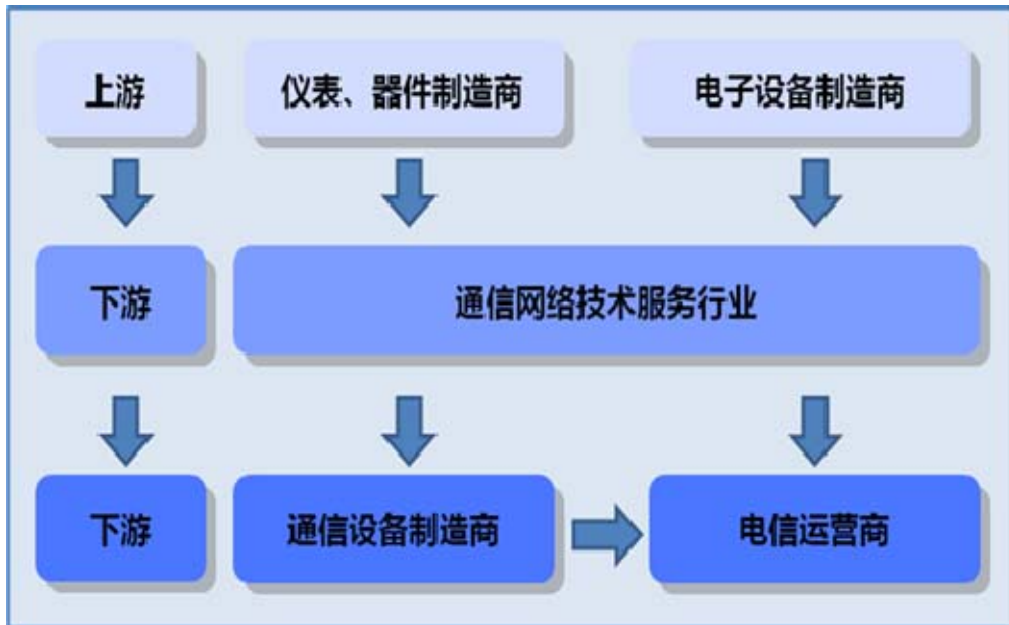 上游 仪表、器件制造商 电子设备制造商
下游 通信网络技术服务行业
下游 通信设备制造商 电信运营商